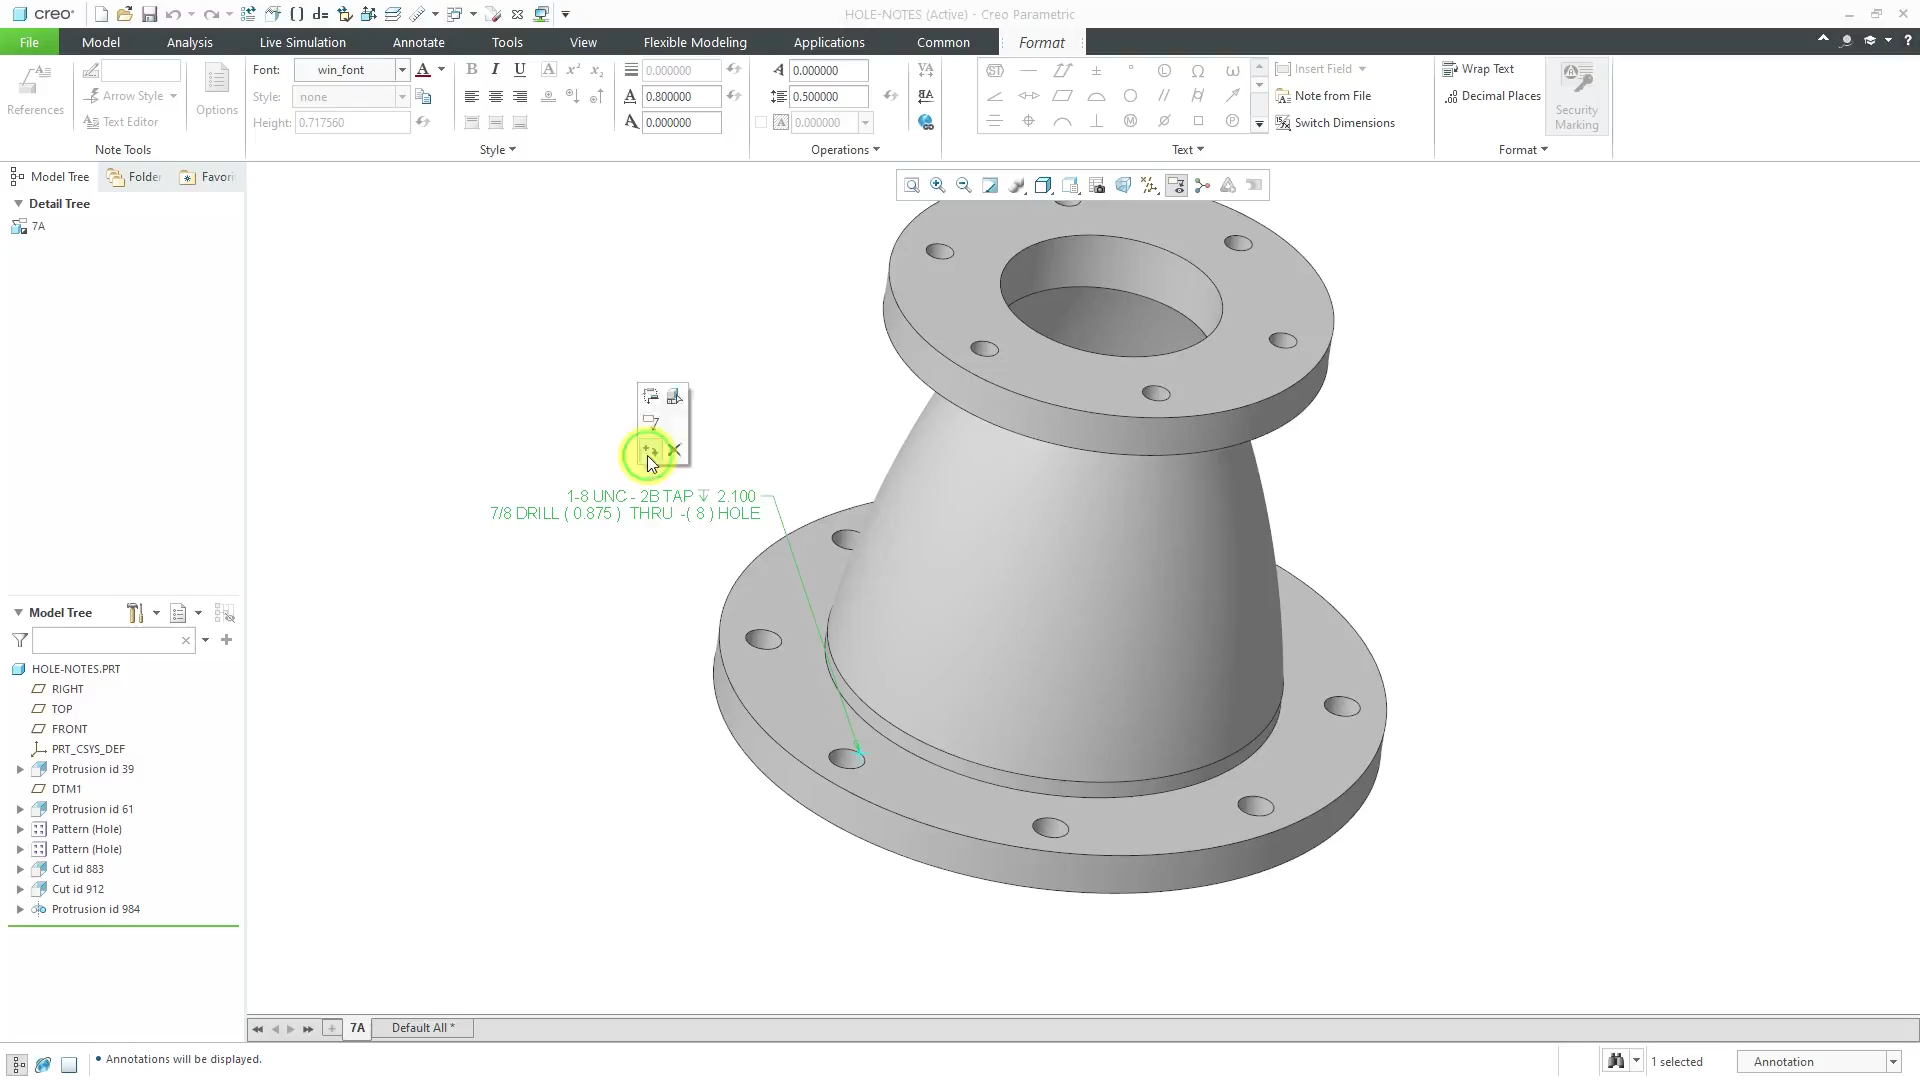 creo
HOLE-NOTES (Active) - Creo Parametric
File
Model
Analysis
Live Simulation
Annotate
Tools
View
Flexible Modeling
Applications
Common
Format
References
Arrow Style
Text Editor
Options
Note Tools
Font: win_font
Style: none
Height: 0.717560
B I U A x² x₂
0.000000
0.800000
0.000000
Style
0.000000
0.500000
0.000000
Operations
Insert Field
Note from File
Switch Dimensions
Text
Wrap Text
Decimal Places
Security
Marking
Format
Model Tree
Folder
Favori
Detail Tree
7A
1-8 UNC - 2B TAP ↧ 2.100
7/8 DRILL ( 0.875 ) THRU -( 8 ) HOLE
Model Tree
HOLE-NOTES.PRT
RIGHT
TOP
FRONT
PRT_CSYS_DEF
Protrusion id 39
DTM1
Protrusion id 61
Pattern (Hole)
Pattern (Hole)
Cut id 883
Cut id 912
Protrusion id 984
7A
Default All *
• Annotations will be displayed.
1 selected
Annotation